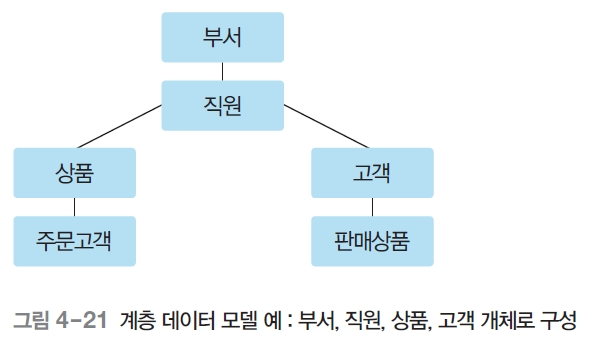 부서
직원
상품
고객
주문고객
판매상품
그림 4-21 계층 데이터 모델 예 : 부서, 직원, 상품, 고객 개체로 구성